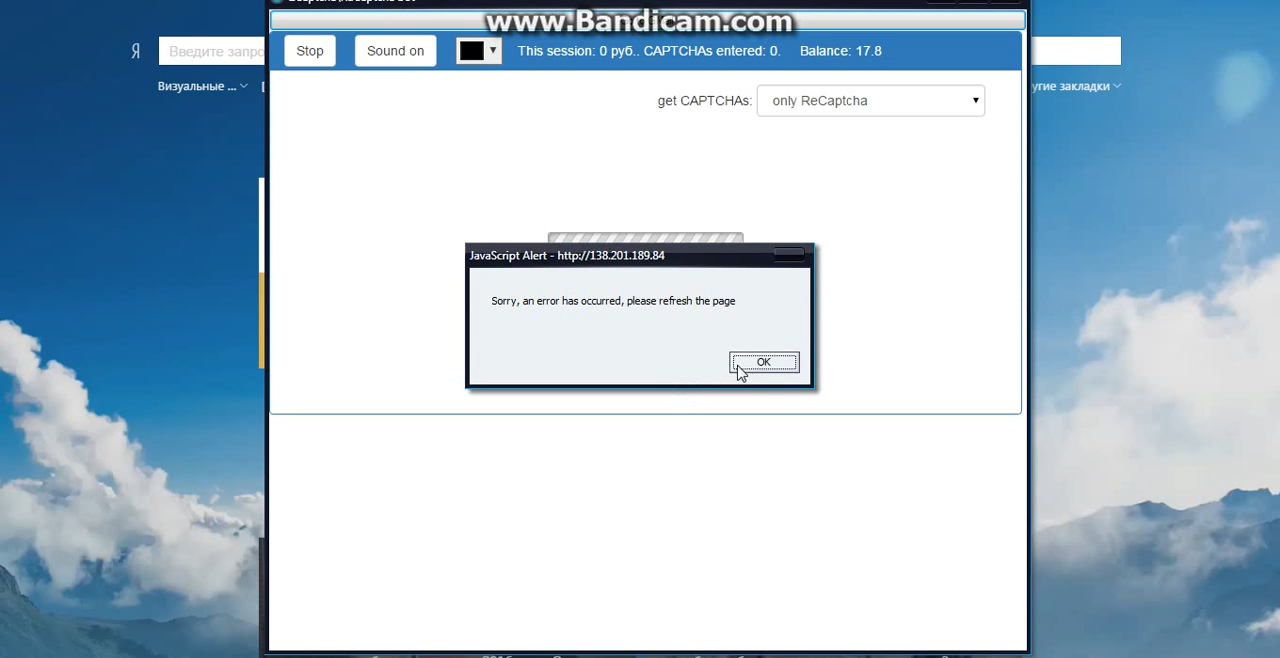 www.Bandicam.com
Я
Введите запро
Stop
Sound on
This session: 0 руб.. CAPTCHAs entered: 0.
Balance: 17.8
Визуальные ...
угие закладки
get CAPTCHAs:
only ReCaptcha
JavaScript Alert - http://138.201.189.84
Sorry, an error has occurred, please refresh the page
OK